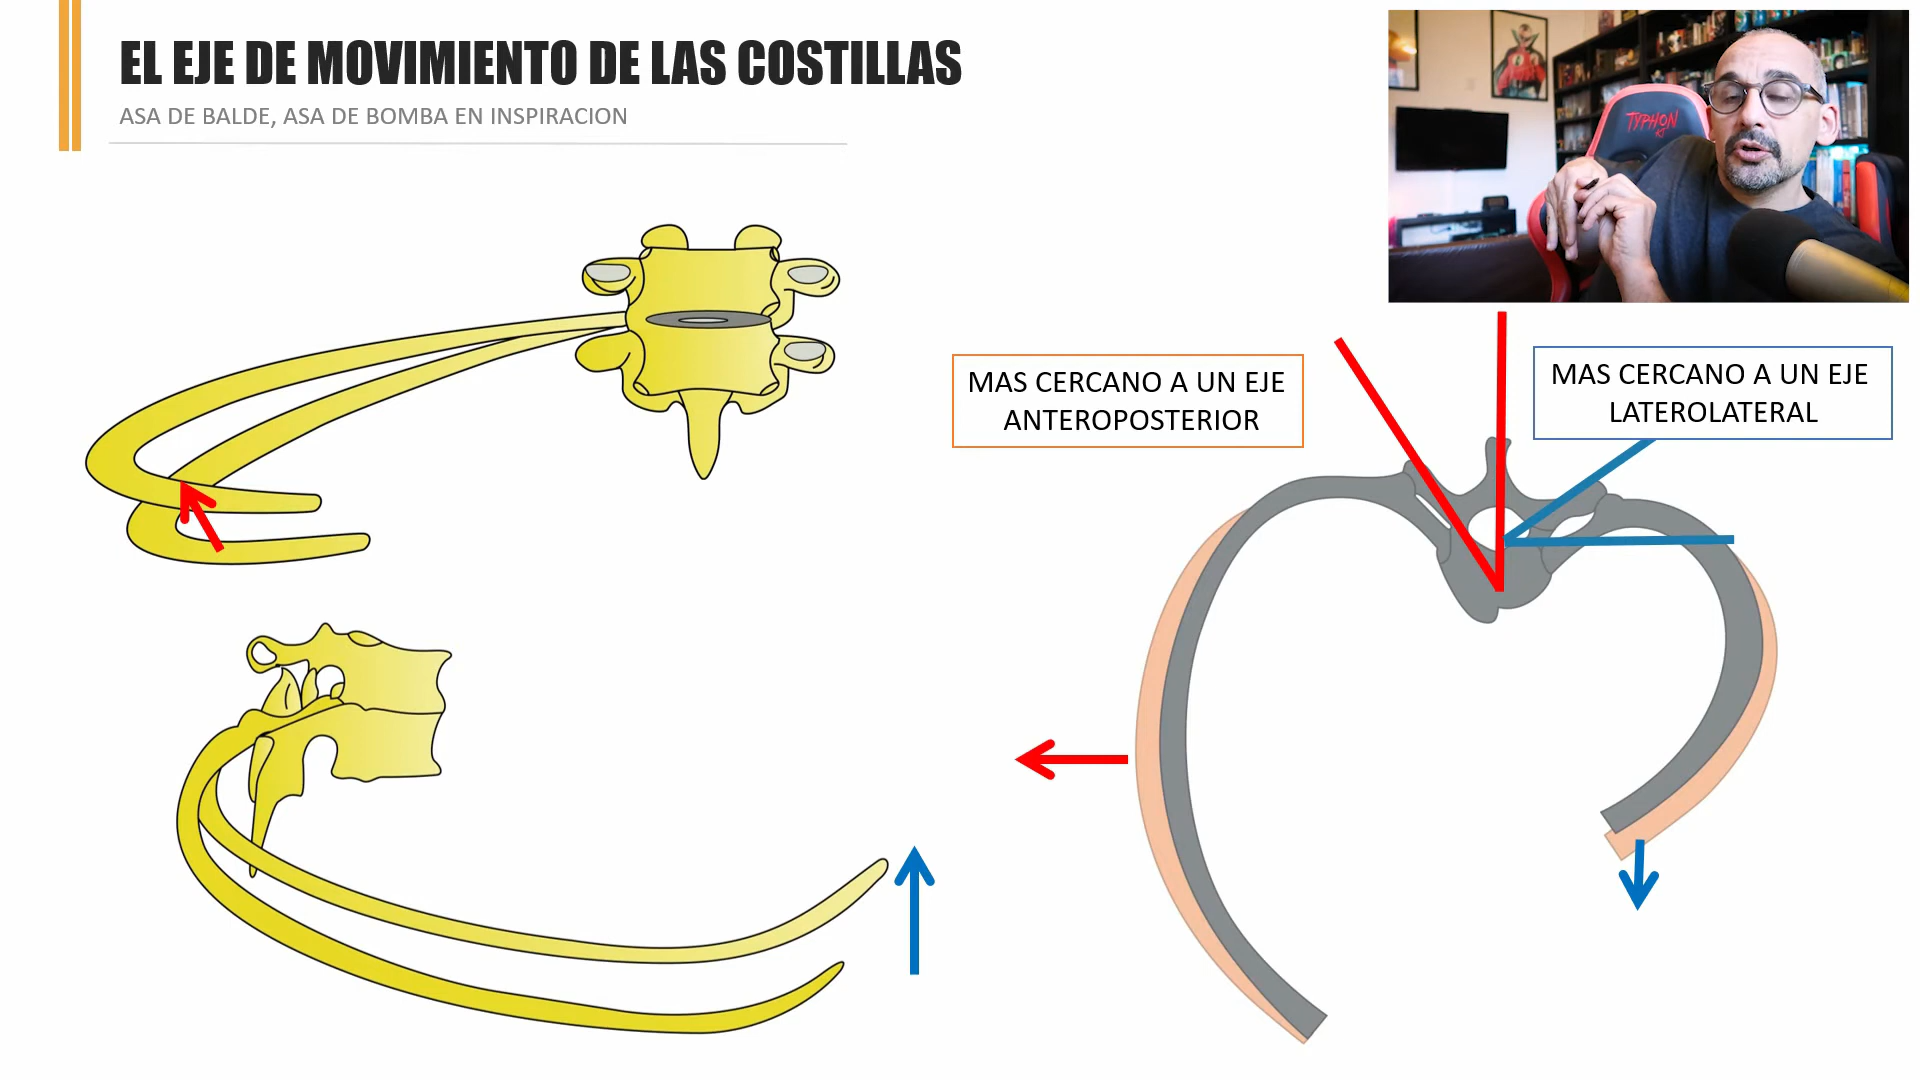 EL EJE DE MOVIMIENTO DE LAS COSTILLAS
ASA DE BALDE, ASA DE BOMBA EN INSPIRACION
TYPHON
MAS CERCANO A UN EJE
ANTEROPOSTERIOR
MAS CERCANO A UN EJE
LATEROLATERAL